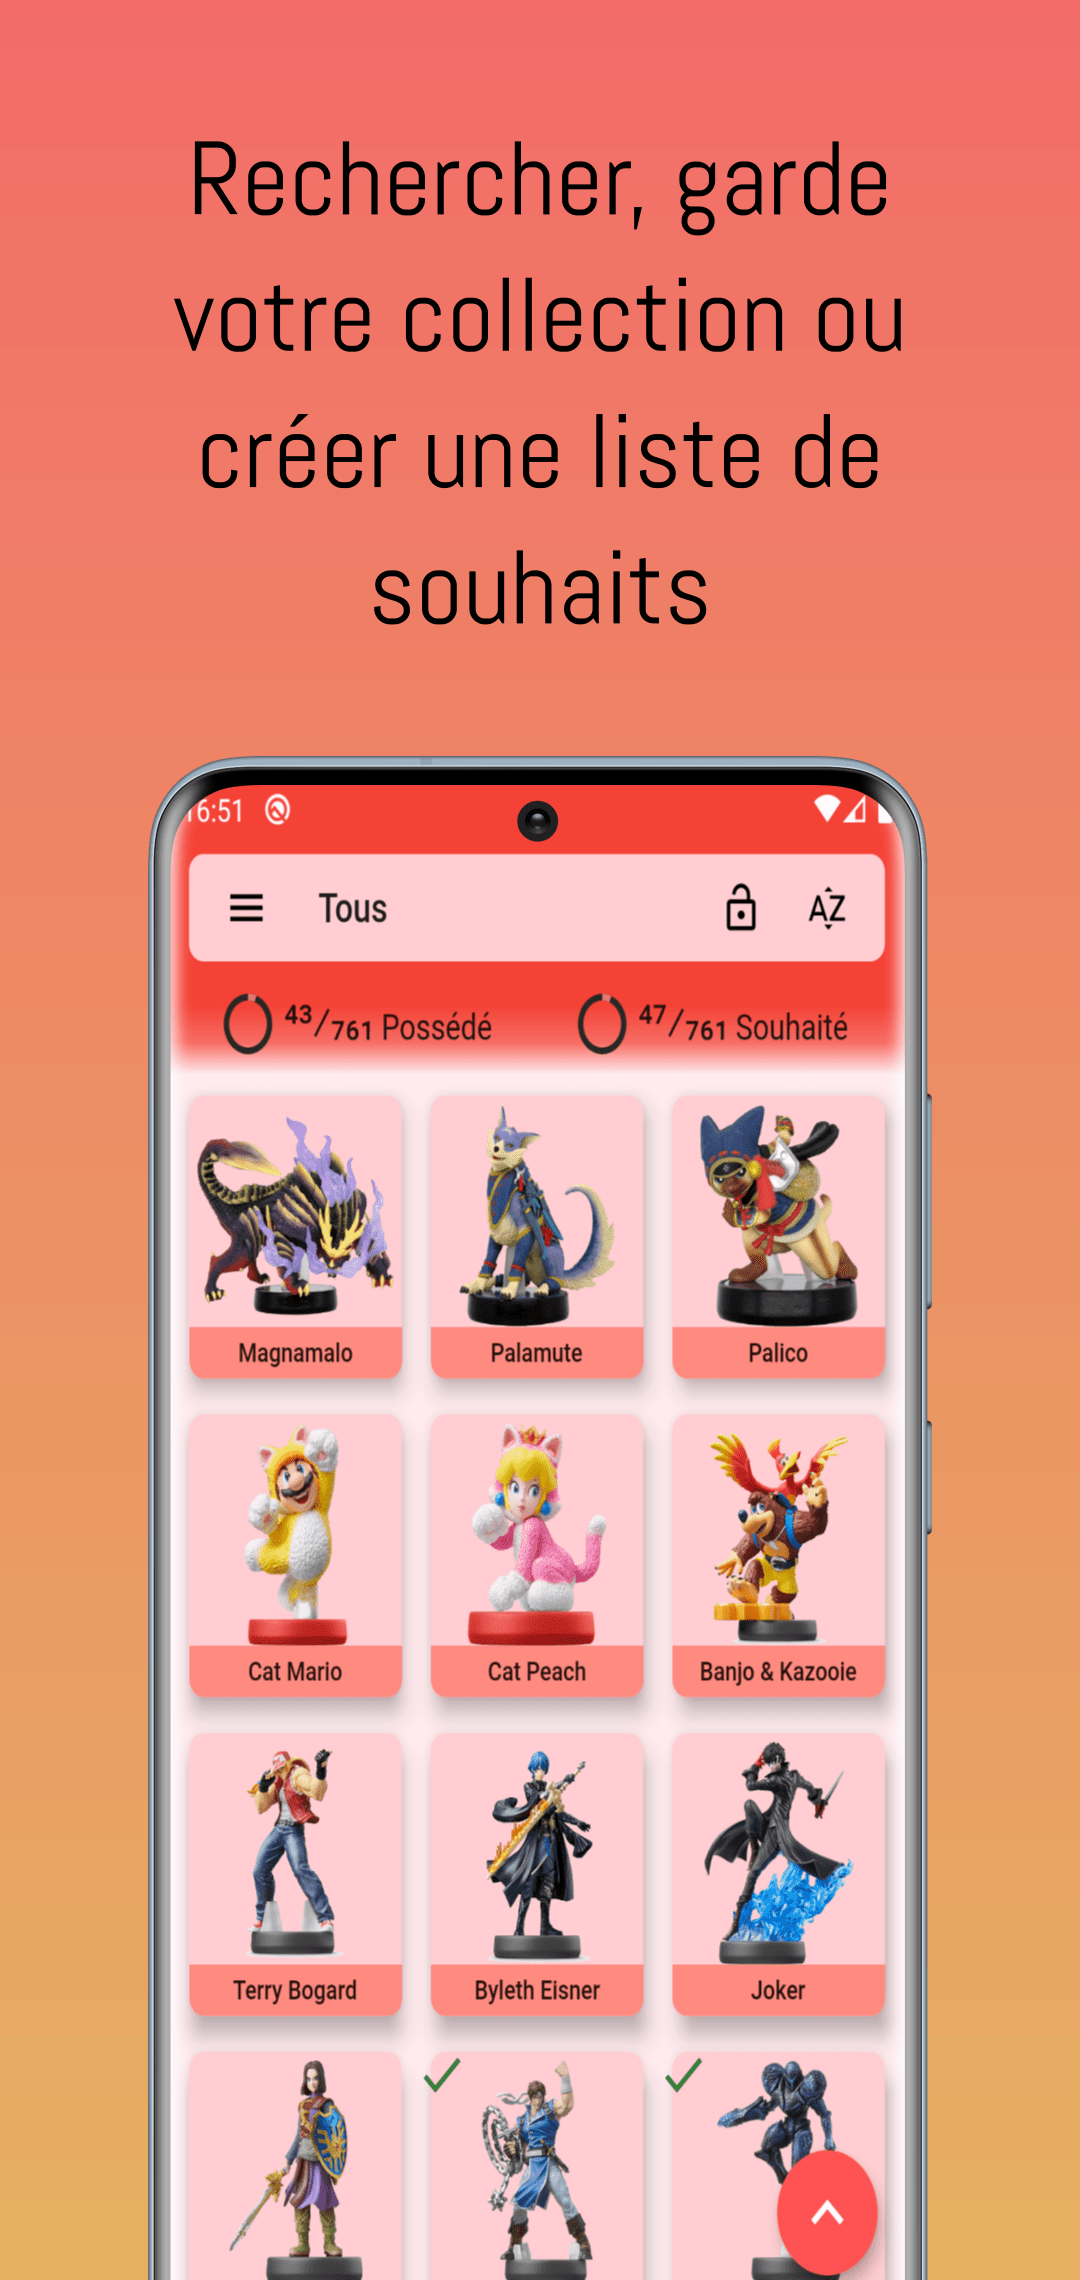 Rechercher, garde
votre collection ou
créer une liste de
souhaits
16:51
Tous
AZ
43/761 Possédé
47/761 Souhaité
Magnamalo
Palamute
Palico
Cat Mario
Cat Peach
Banjo & Kazooie
Terry Bogard
Byleth Eisner
Joker